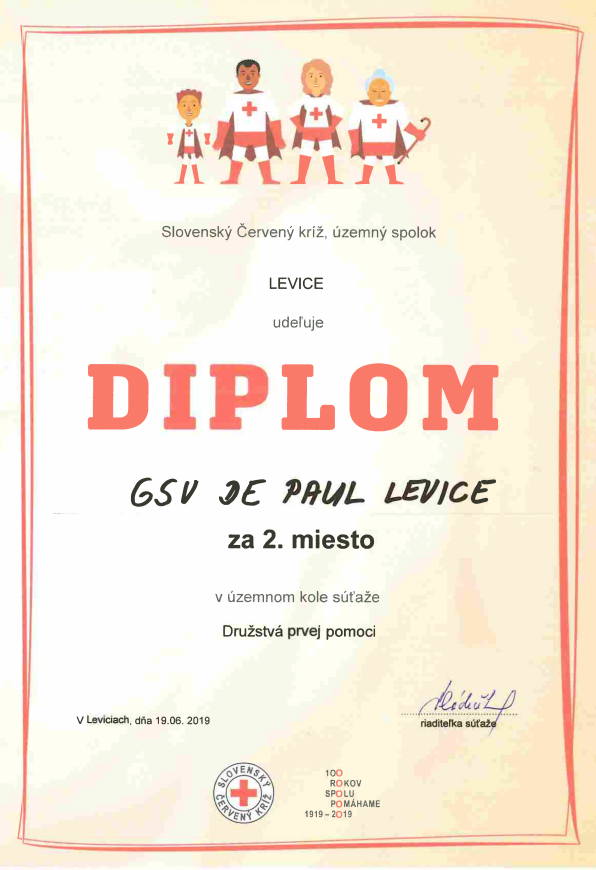 Slovenský Červený kríž, územný spolok
LEVICE
udeľuje
DIPLOM
GSV DE PAUL LEVICE
za 2. miesto
v územnom kole súťaže
Družstvá prvej pomoci
V Leviciach, dňa 19.06. 2019
riaditeľka súťaže
SLOVENSKÝ
ČERVENÝ KRÍŽ
100
ROKOV
SPOLU
POMÁHAME
1919 – 2019